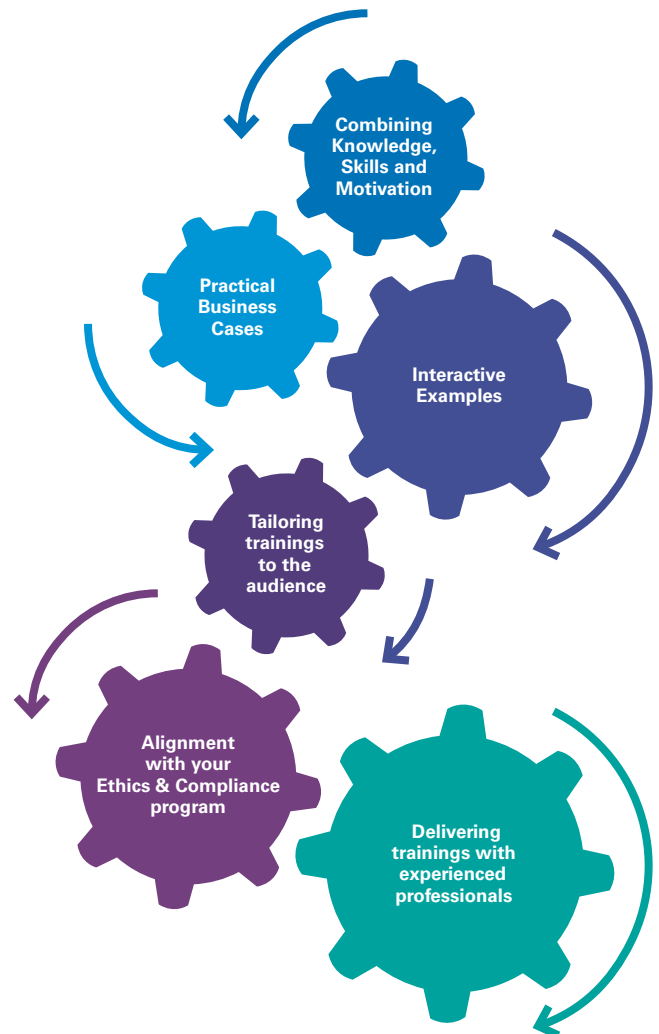 Combining
Knowledge,
Skills and
Motivation
Practical
Business
Cases
Interactive
Examples
Tailoring
trainings
to the
audience
Alignment
with your
Ethics & Compliance
program
Delivering
trainings with
experienced
professionals